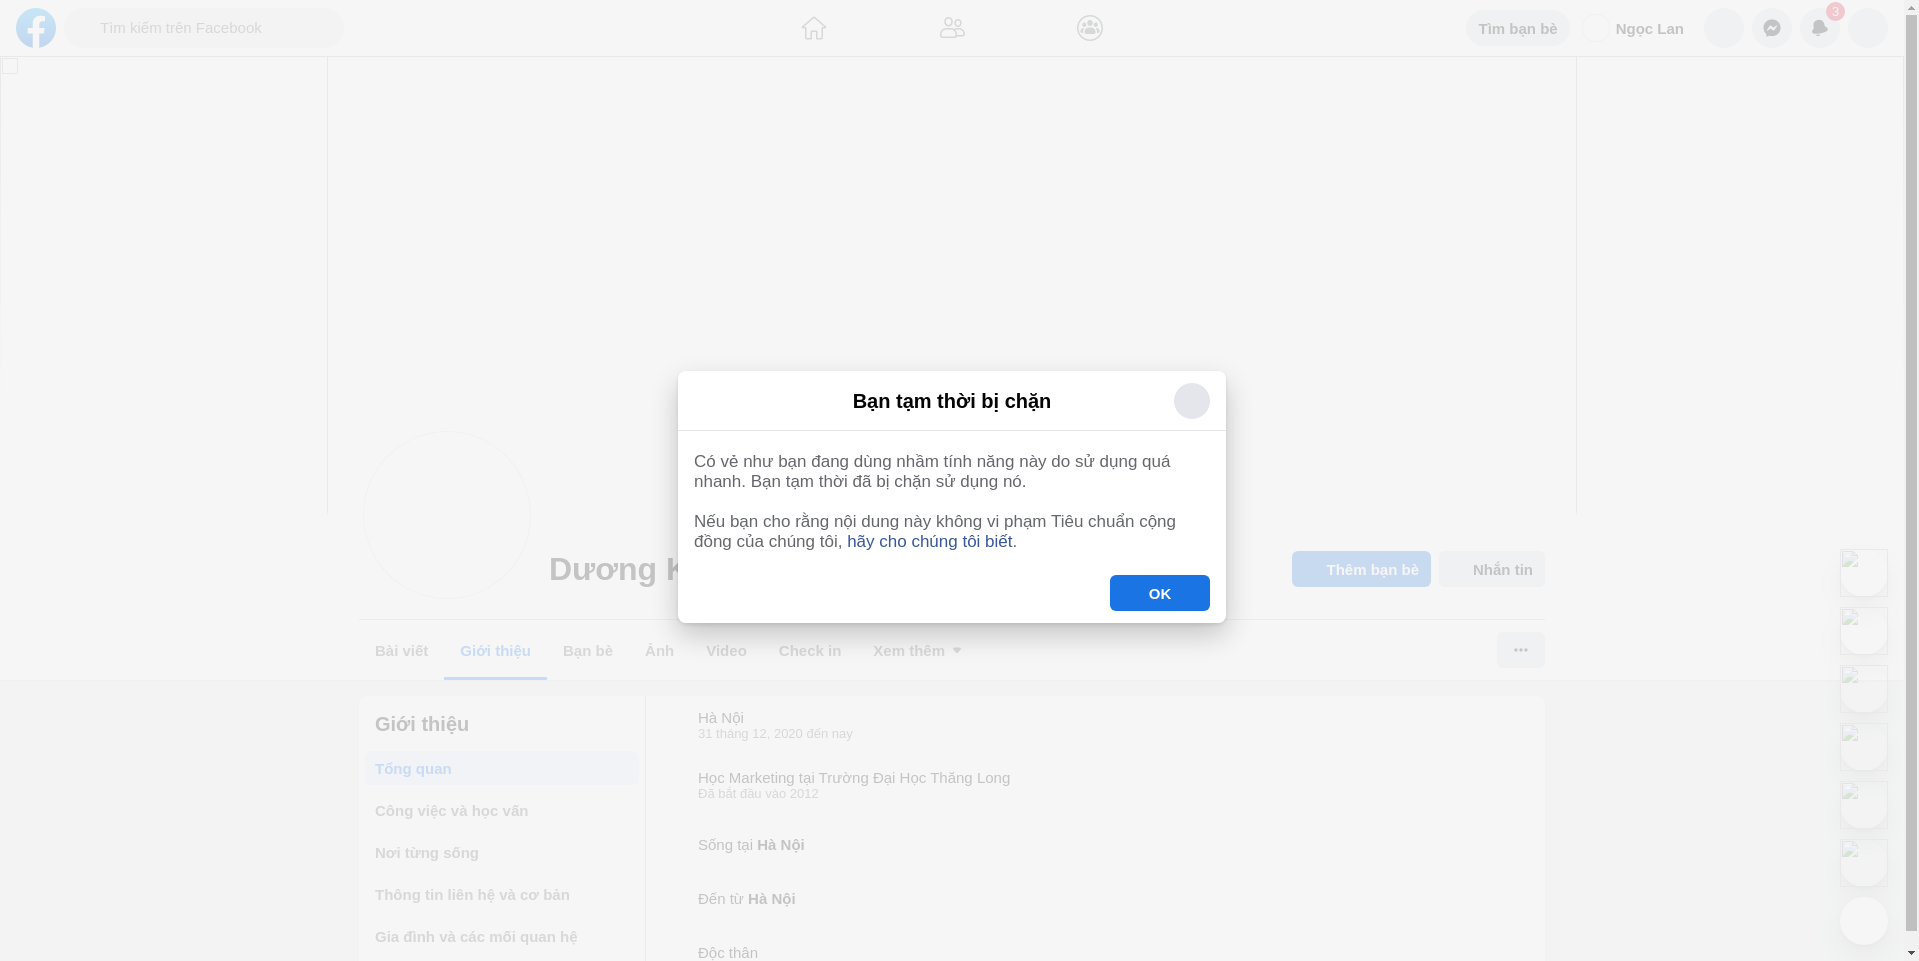 Tìm kiếm trên Facebook
Tìm bạn bè
Ngọc Lan
3
Bạn tạm thời bị chặn
Có vẻ như bạn đang dùng nhầm tính năng này do sử dụng quá
nhanh. Bạn tạm thời đã bị chặn sử dụng nó.
Nếu bạn cho rằng nội dung này không vi phạm Tiêu chuẩn cộng
đồng của chúng tôi, hãy cho chúng tôi biết.
OK
Dương
Thêm bạn bè
Nhắn tin
Bài viết
Giới thiệu
Bạn bè
Ảnh
Video
Check in
Xem thêm
Giới thiệu
Tổng quan
Công việc và học vấn
Nơi từng sống
Thông tin liên hệ và cơ bản
Gia đình và các mối quan hệ
Hà Nội
31 tháng 12, 2020 đến nay
Học Marketing tại Trường Đại Học Thăng Long
Đã bắt đầu vào 2012
Sống tại Hà Nội
Đến từ Hà Nội
Độc thân